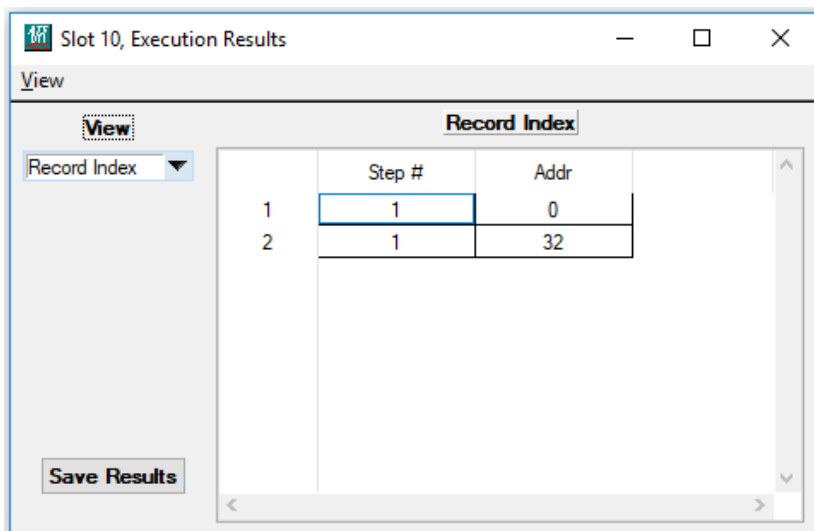 Slot 10, Execution Results
View
View
Record Index
Record Index
Step # Addr
1 1 0
2 1 32
Save Results